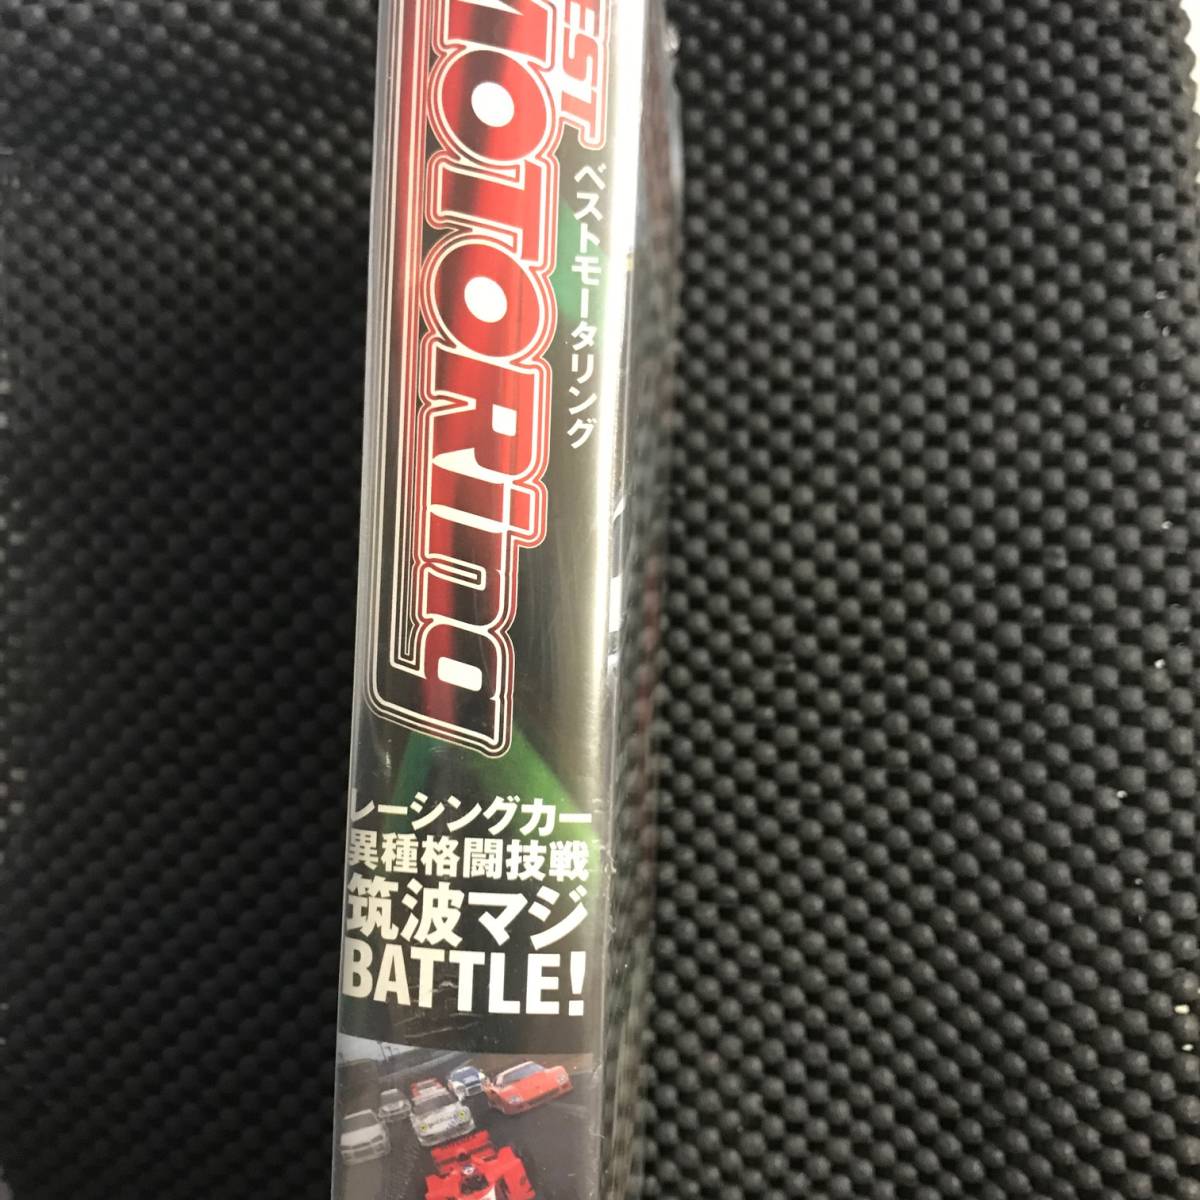 EST
MOTORing
ベストモータリング
レーシングカー
異種格闘技戦
筑波マジ
BATTLE!